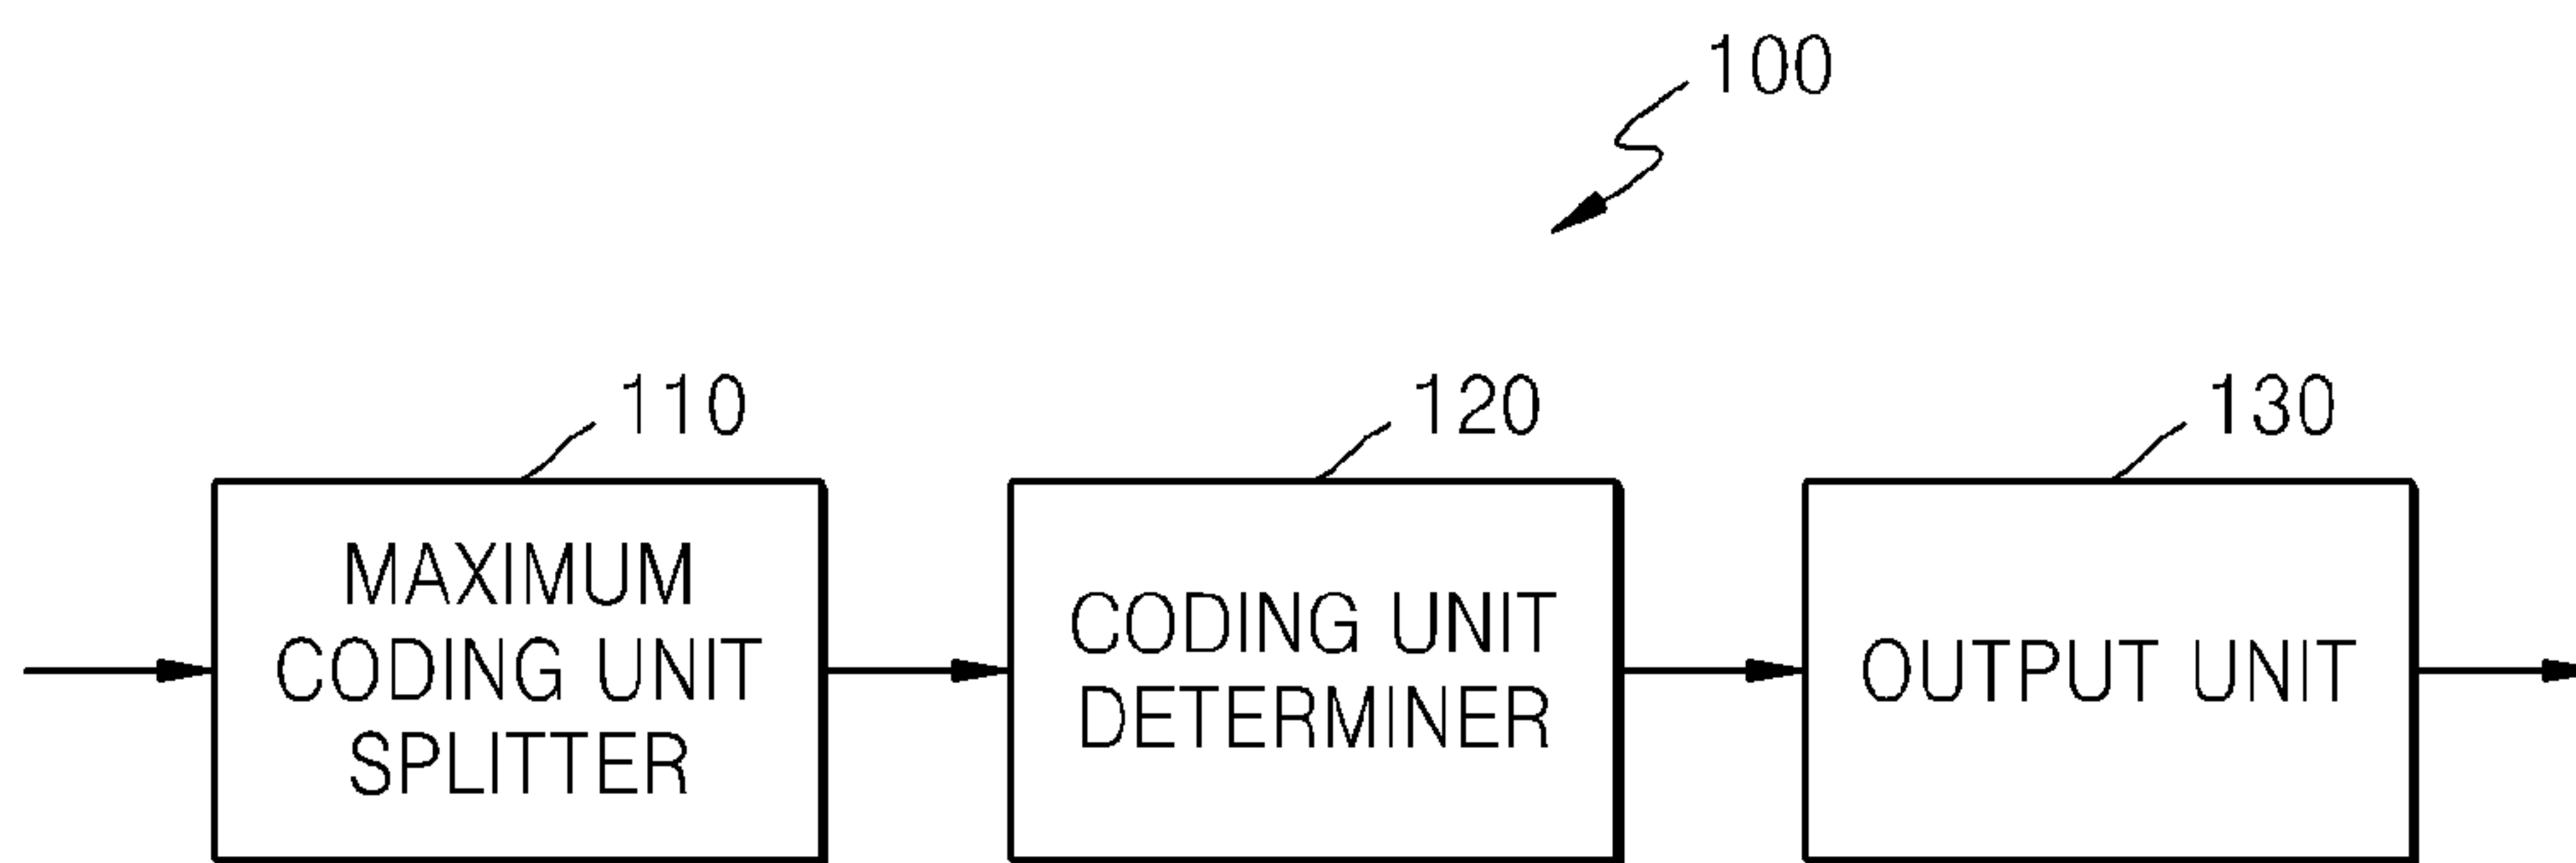 100
110
120
130
MAXIMUM
CODING UNIT
SPLITTER
CODING UNIT
DETERMINER
OUTPUT UNIT